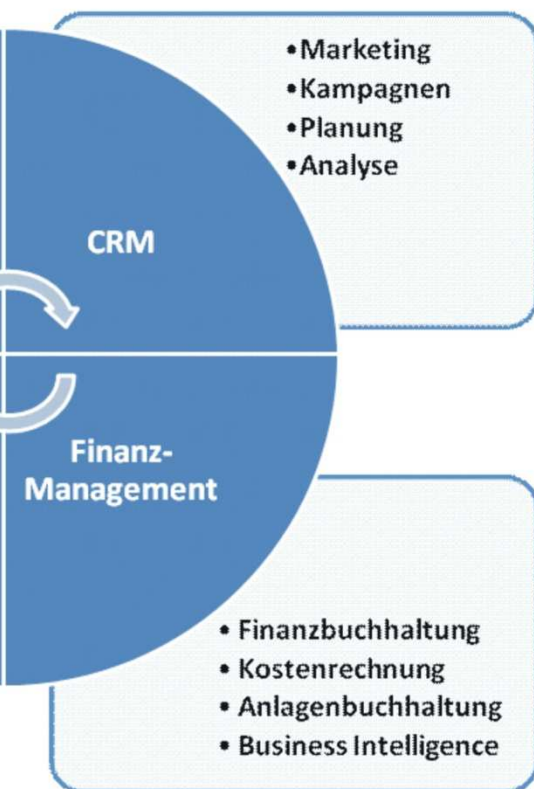 •Marketing
•Kampagnen
•Planung
•Analyse
CRM
Finanz-
Management
• Finanzbuchhaltung
• Kostenrechnung
• Anlagenbuchhaltung
• Business Intelligence